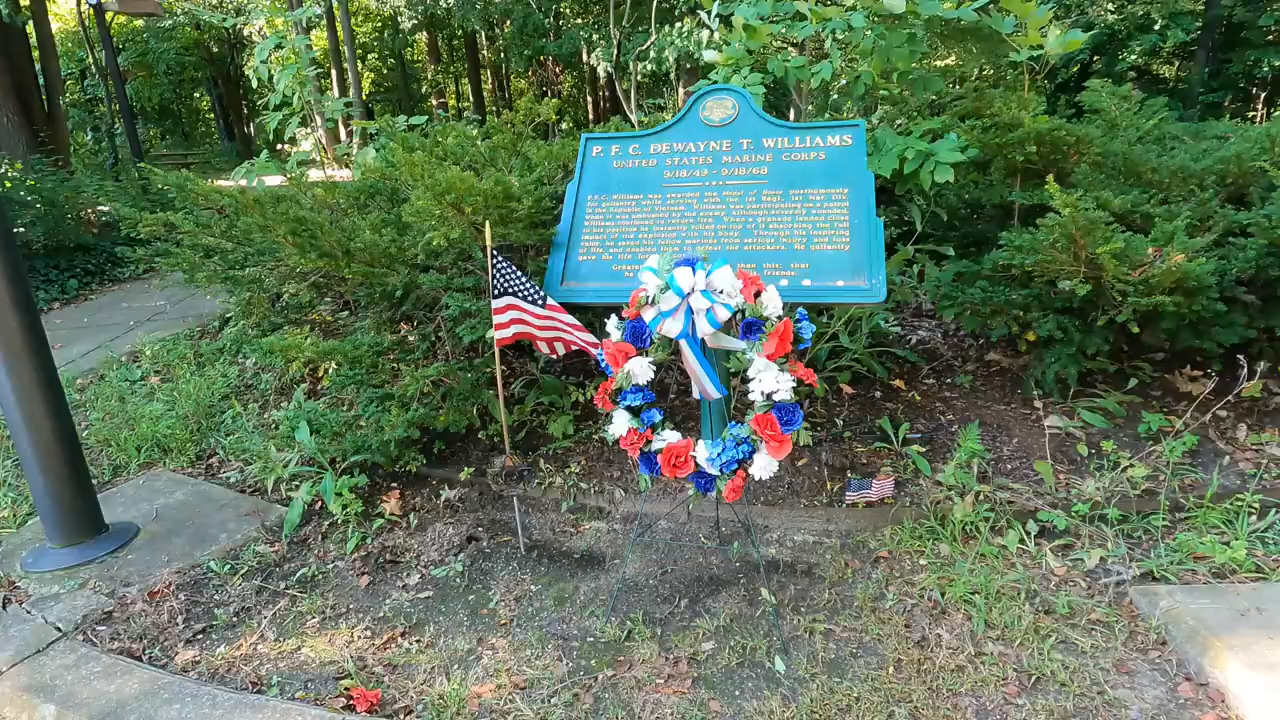 P. F. C. DEWAYNE T. WILLIAMS
UNITED STATES MARINE CORPS
9/18/49 - 9/18/68
P.F.C. Williams was awarded the Medal of Honor posthumously
for gallantry while serving with the 1st Regt., 1st Mar. Div.
in the Republic of Vietnam. Williams was participating on a patrol
when it was ambushed by the enemy. Although severely wounded,
Williams continued to return fire. When a grenade landed close
to his position he instantly rolled on top of it absorbing the full
impact of the explosion with his body. Through his inspiring
valor, he saved his fellow marines from serious injury and loss
of life, and enabled them to defeat the attackers. He gallantly
gave his life for
Greater than this; that
he friends.